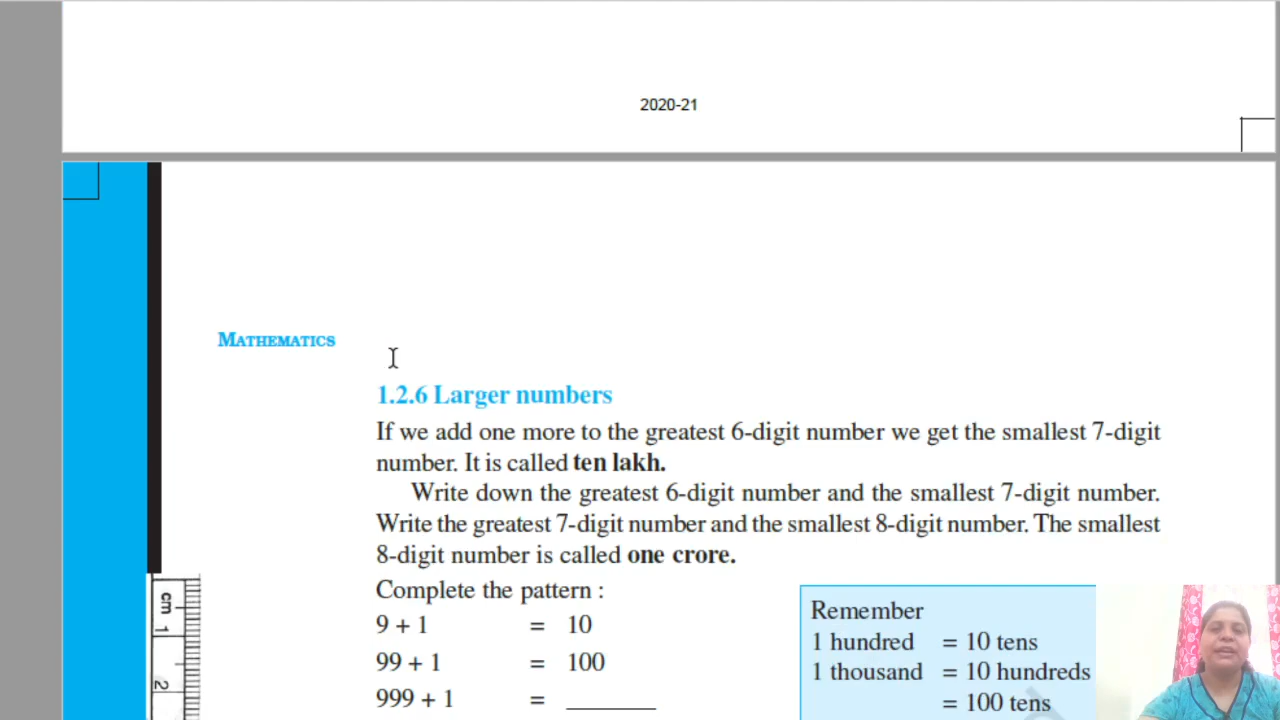 2020-21
MATHEMATICS
1.2.6 Larger numbers
If we add one more to the greatest 6-digit number we get the smallest 7-digit
number. It is called ten lakh.
Write down the greatest 6-digit number and the smallest 7-digit number.
Write the greatest 7-digit number and the smallest 8-digit number. The smallest
8-digit number is called one crore.
Complete the pattern :
9 + 1 = 10
99 + 1 = 100
999 + 1 = _______
Remember
1 hundred = 10 tens
1 thousand = 10 hundreds
= 100 tens
cm
1
2